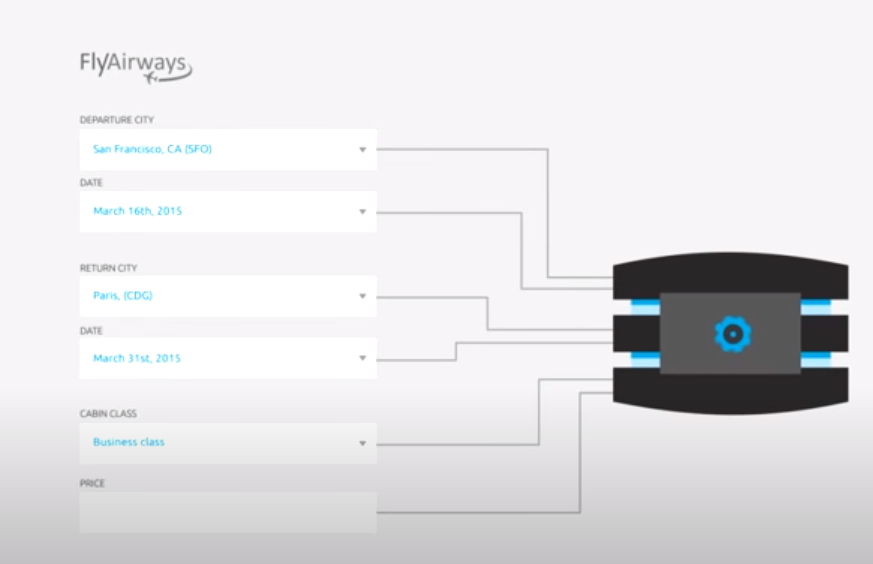 FlyAirways
DEPARTURE CITY
San Francisco, CA (SFO)
DATE
March 16th, 2015
RETURN CITY
Paris, (CDG)
DATE
March 31st, 2015
CABIN CLASS
Business class
PRICE